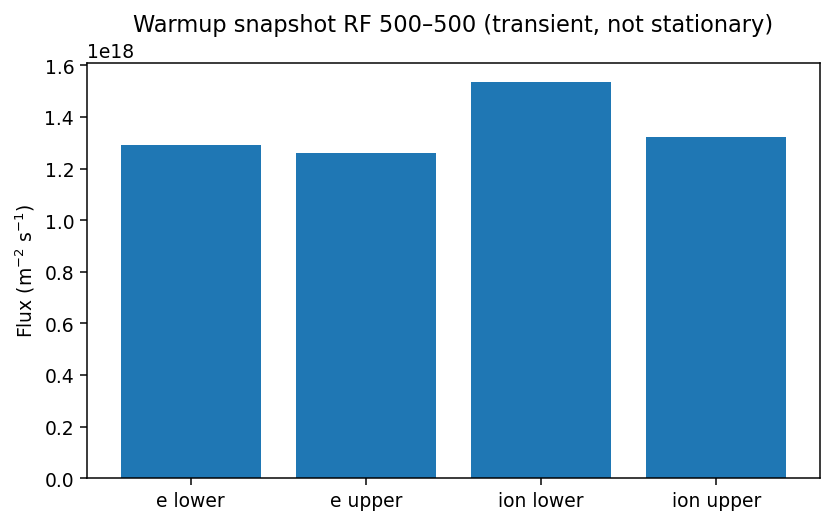 Warmup snapshot RF 500–500 (transient, not stationary)
1e18
1.6
1.4
1.2
1.0
0.8
0.6
0.4
0.2
0.0
Flux (m⁻² s⁻¹)
e lower
e upper
ion lower
ion upper